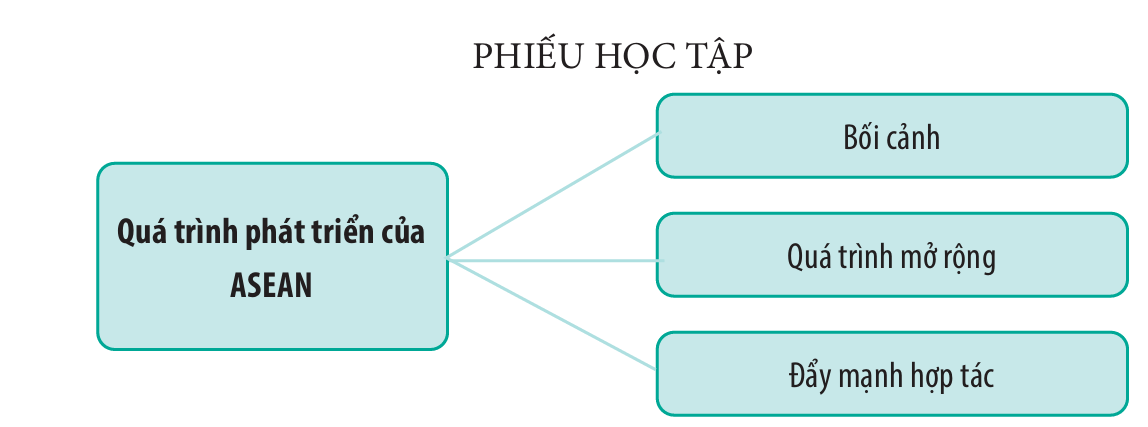 PHIẾU HỌC TẬP
Quá trình phát triển của
ASEAN
Bối cảnh
Quá trình mở rộng
Đẩy mạnh hợp tác